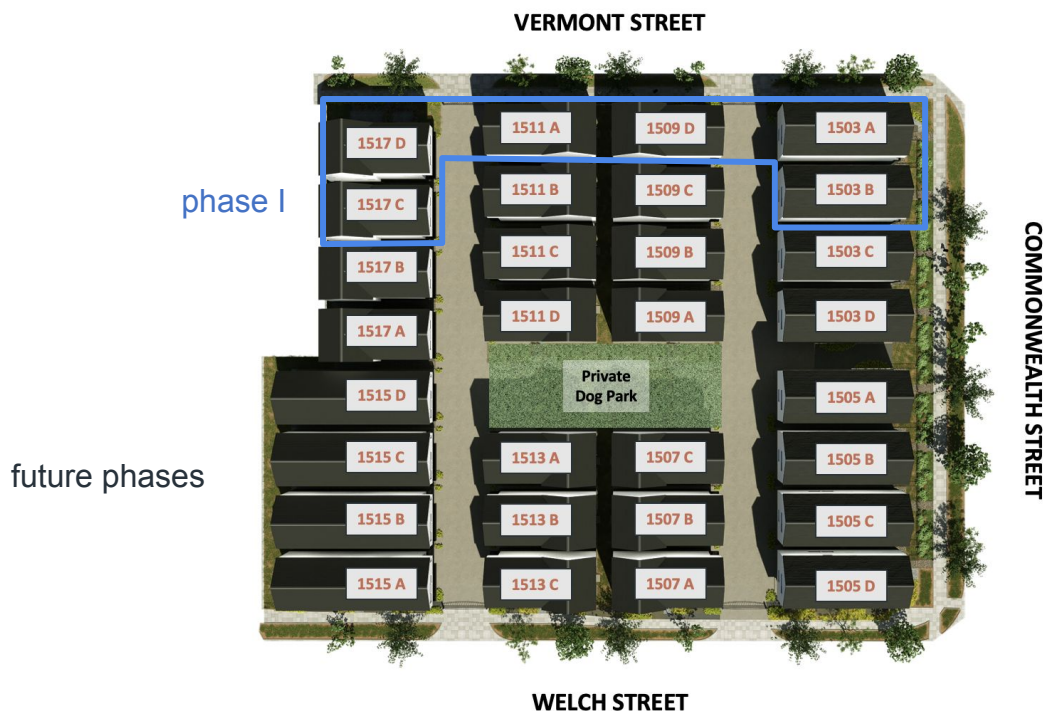 VERMONT STREET
1517 D
1511 A
1509 D
1503 A
phase I
1517 C
1511 B
1509 C
1503 B
1517 B
1511 C
1509 B
1503 C
1517 A
1511 D
1509 A
1503 D
COMMONWEALTH STREET
Private
Dog Park
1515 D
1505 A
future phases
1515 C
1513 A
1507 C
1505 B
1515 B
1513 B
1507 B
1505 C
1515 A
1513 C
1507 A
1505 D
WELCH STREET